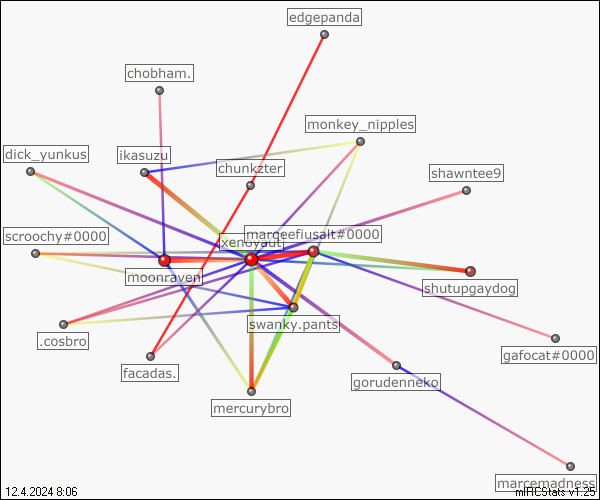 edgepanda
chobham.
monkey_nipples
dick_yunkus
ikasuzu
chunkzter
shawntee9
marceefiusalt#0000
xenoyaut
scroochy#0000
moonraven
shutupgaydog
swanky.pants
.cosbro
gafocat#0000
facadas.
gorudenneko
mercurybro
marcemadness
12.4.2024 8:06
mIRCStats v1.25